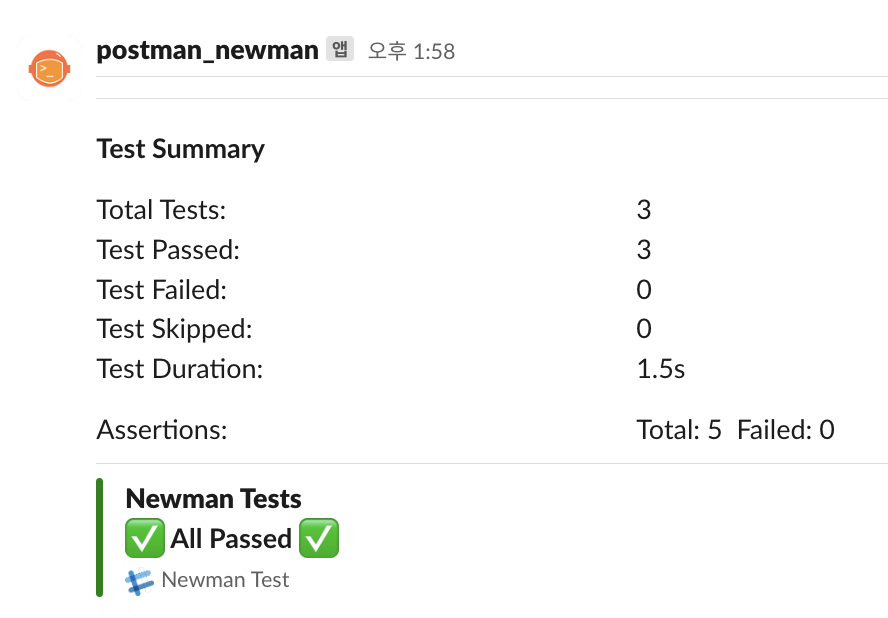 postman_newman 앱 오후 1:58
Test Summary
Total Tests: 3
Test Passed: 3
Test Failed: 0
Test Skipped: 0
Test Duration: 1.5s
Assertions: Total: 5 Failed: 0
Newman Tests
✅ All Passed ✅
Newman Test